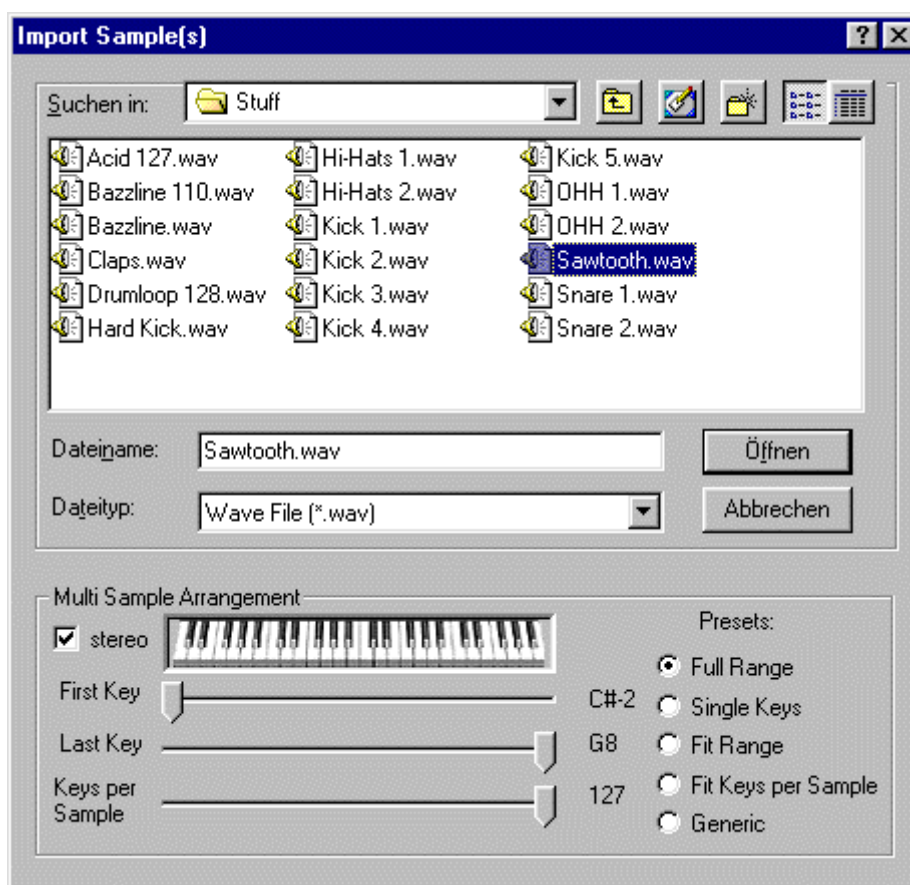 Import Sample(s)
Suchen in: Stuff
Acid 127.wav
Bazzline 110.wav
Bazzline.wav
Claps.wav
Drumloop 128.wav
Hard Kick.wav
Hi-Hats 1.wav
Hi-Hats 2.wav
Kick 1.wav
Kick 2.wav
Kick 3.wav
Kick 4.wav
Kick 5.wav
OHH 1.wav
OHH 2.wav
Sawtooth.wav
Snare 1.wav
Snare 2.wav
Dateiname: Sawtooth.wav Öffnen
Dateityp: Wave File (*.wav) Abbrechen
Multi Sample Arrangement
stereo
First Key C#-2
Last Key G8
Keys per
Sample 127
Presets:
Full Range
Single Keys
Fit Range
Fit Keys per Sample
Generic